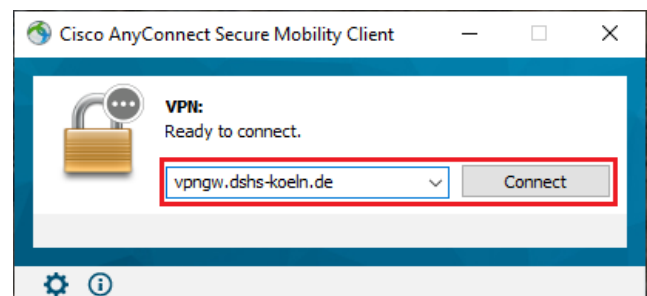 Cisco AnyConnect Secure Mobility Client
VPN:
Ready to connect.
vpngw.dshs-koeln.de
Connect